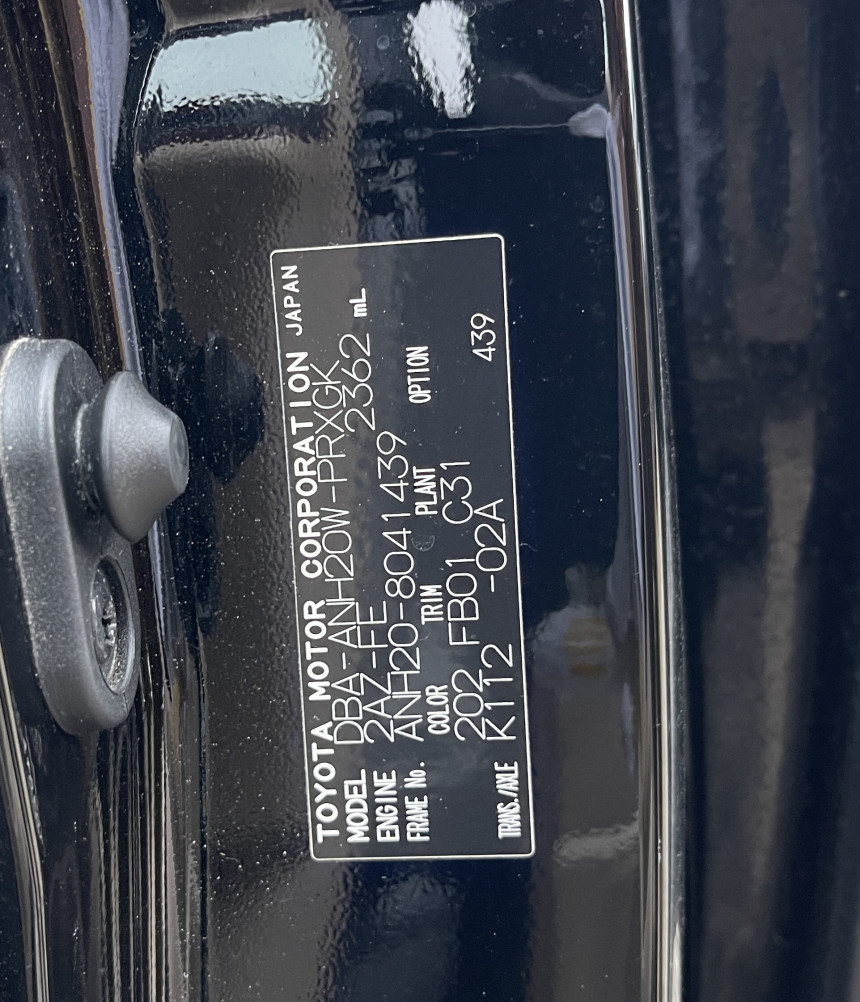 TOYOTA MOTOR CORPORATION JAPAN
MODEL DBA-ANH20W-PRXGK
ENGINE 2AZ-FE 2362 mL
FRAME No. ANH20-8041439
COLOR TRIM PLANT OPTION
202 FB01 C31
TRANS./AXLE K112 -02A 439